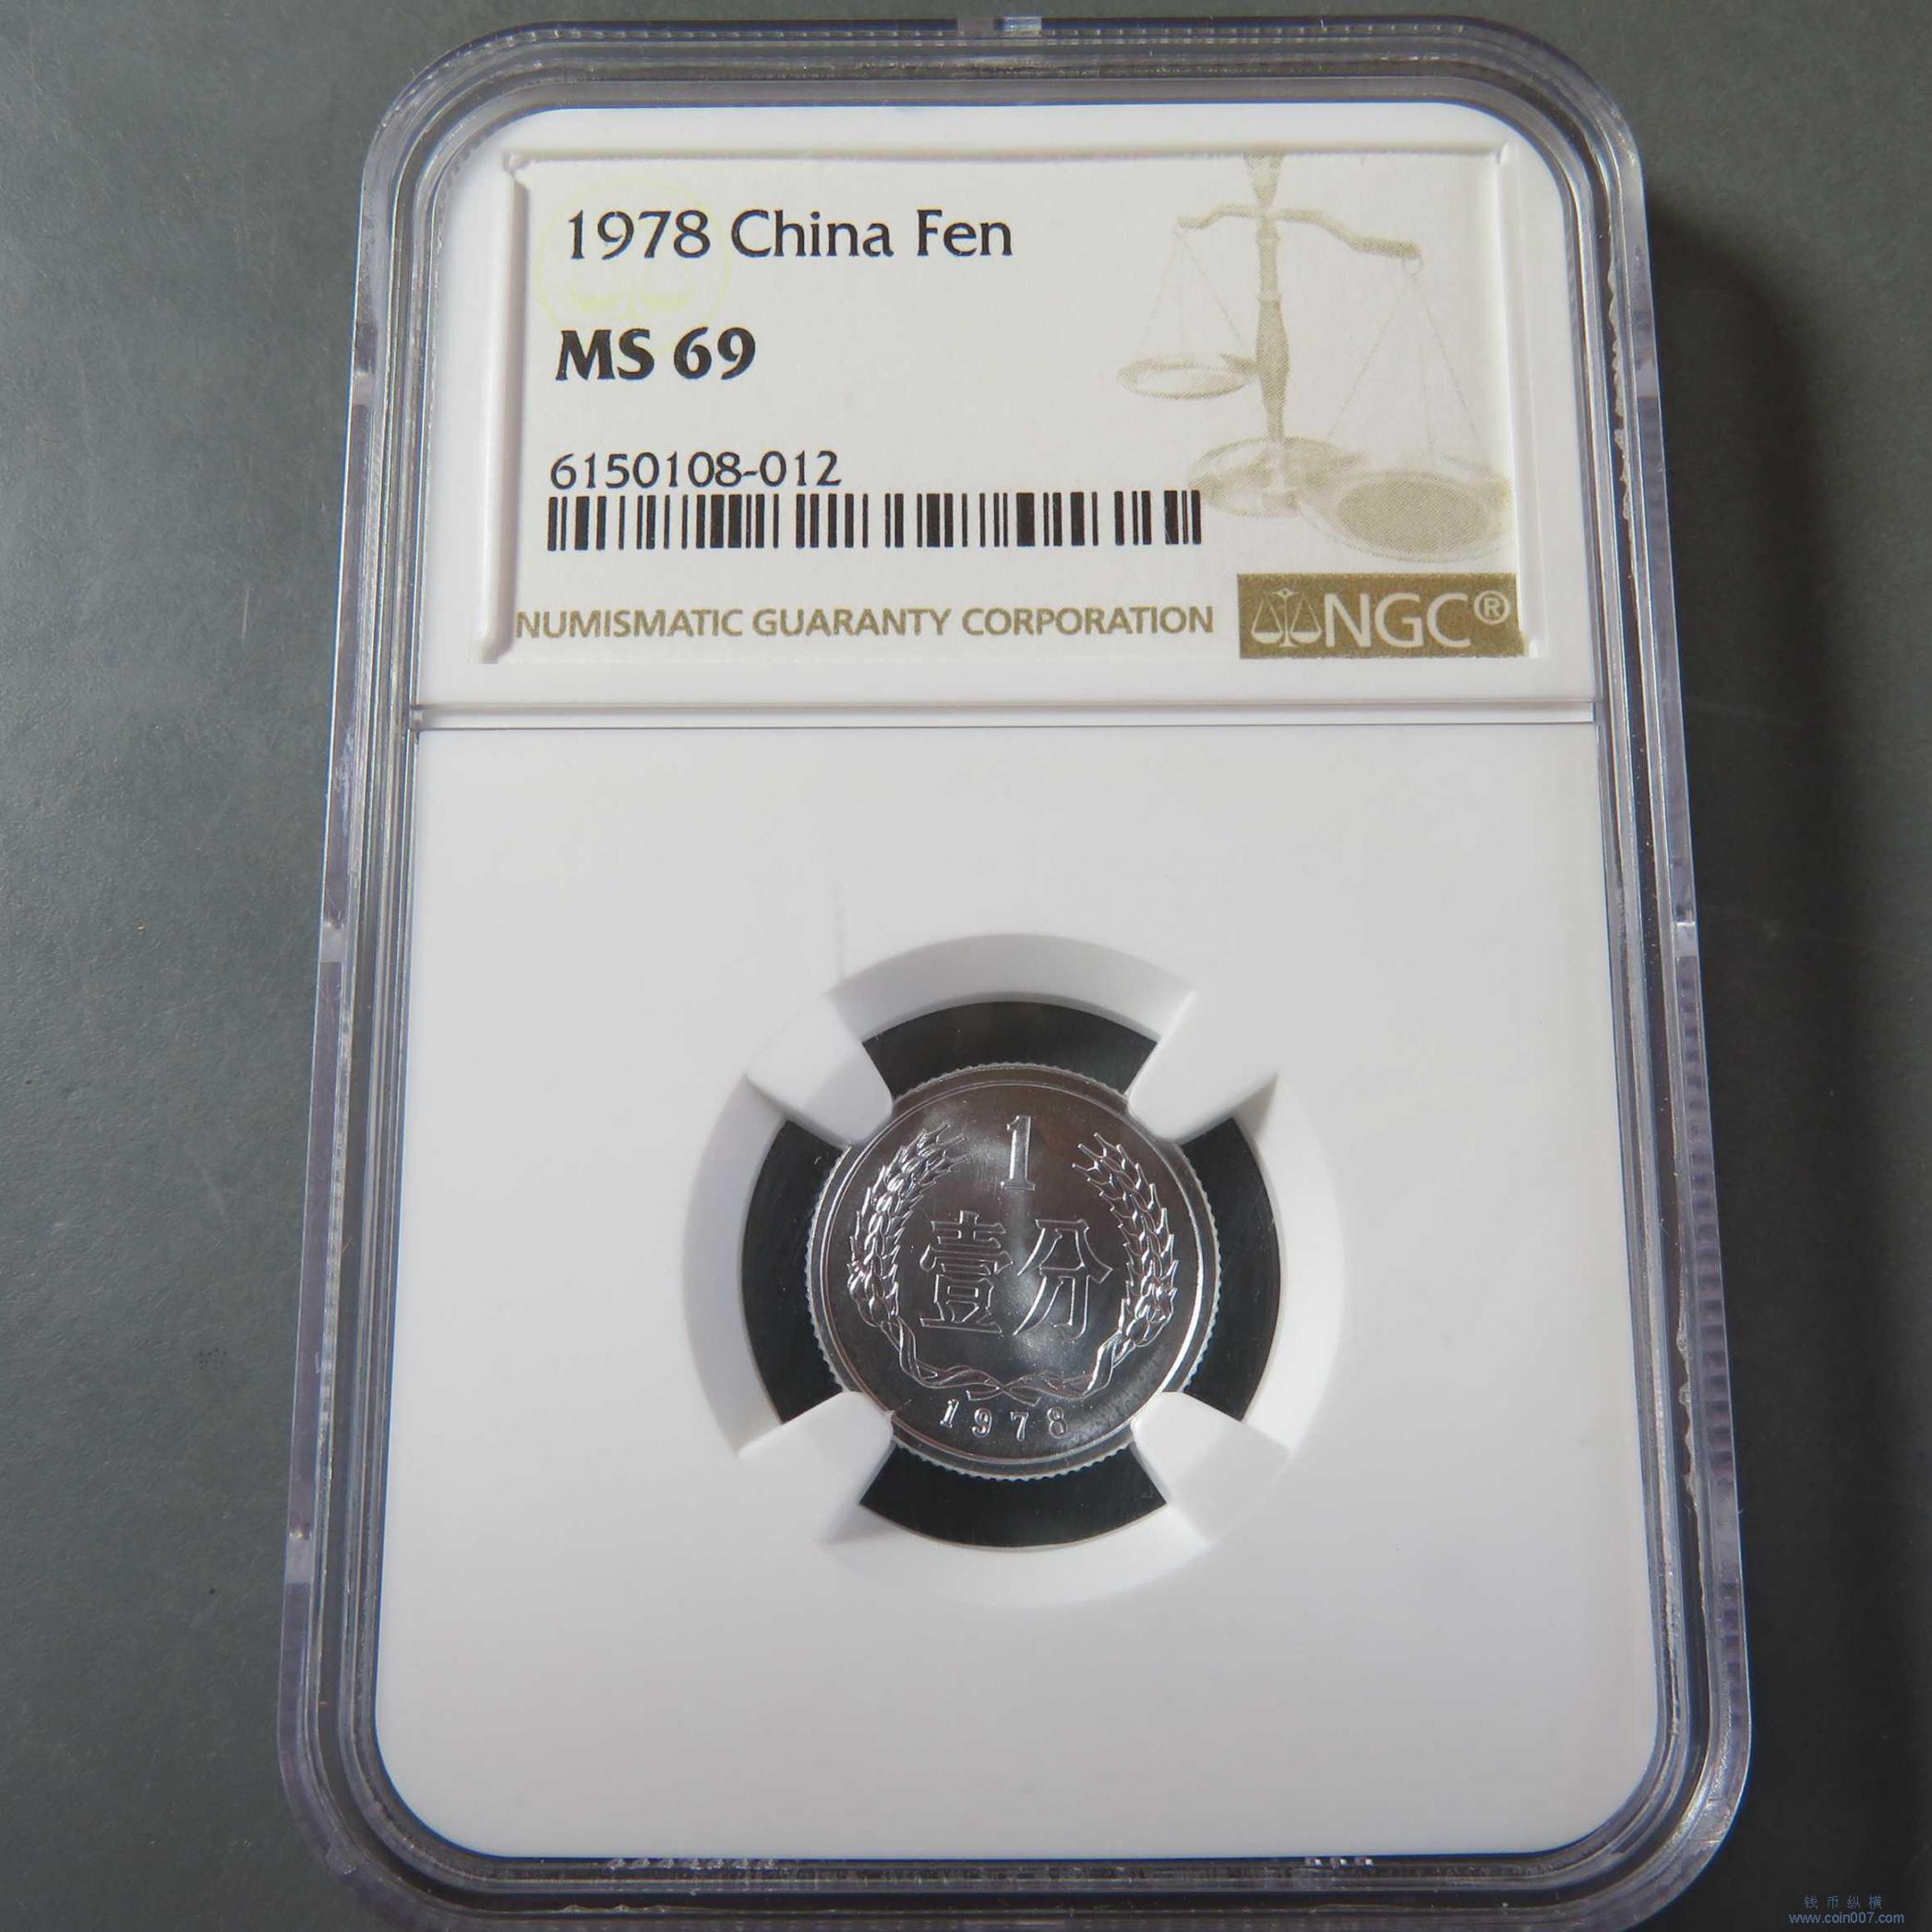 1978 China Fen
MS 69
6150108-012
NUMISMATIC GUARANTY CORPORATION
NGC®
1
壹分
1978
钱币纵横
www.coin007.com